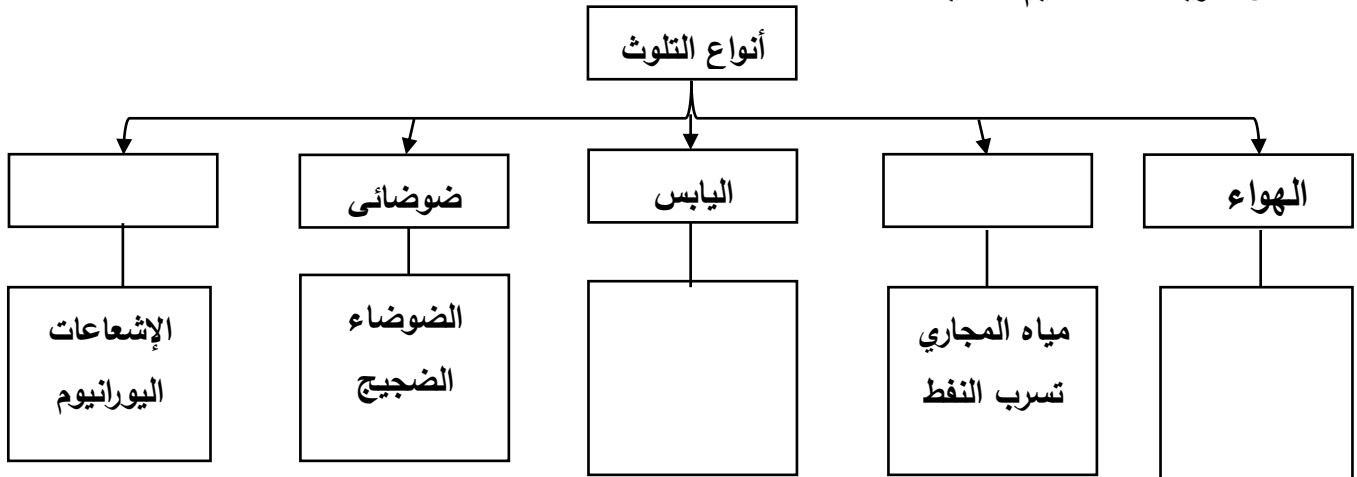 أنواع التلوث
الهواء
اليابس
ضوضائى
مياه المجاري
تسرب النفط
الضوضاء
الضجيج
الإشعاعات
اليورانيوم